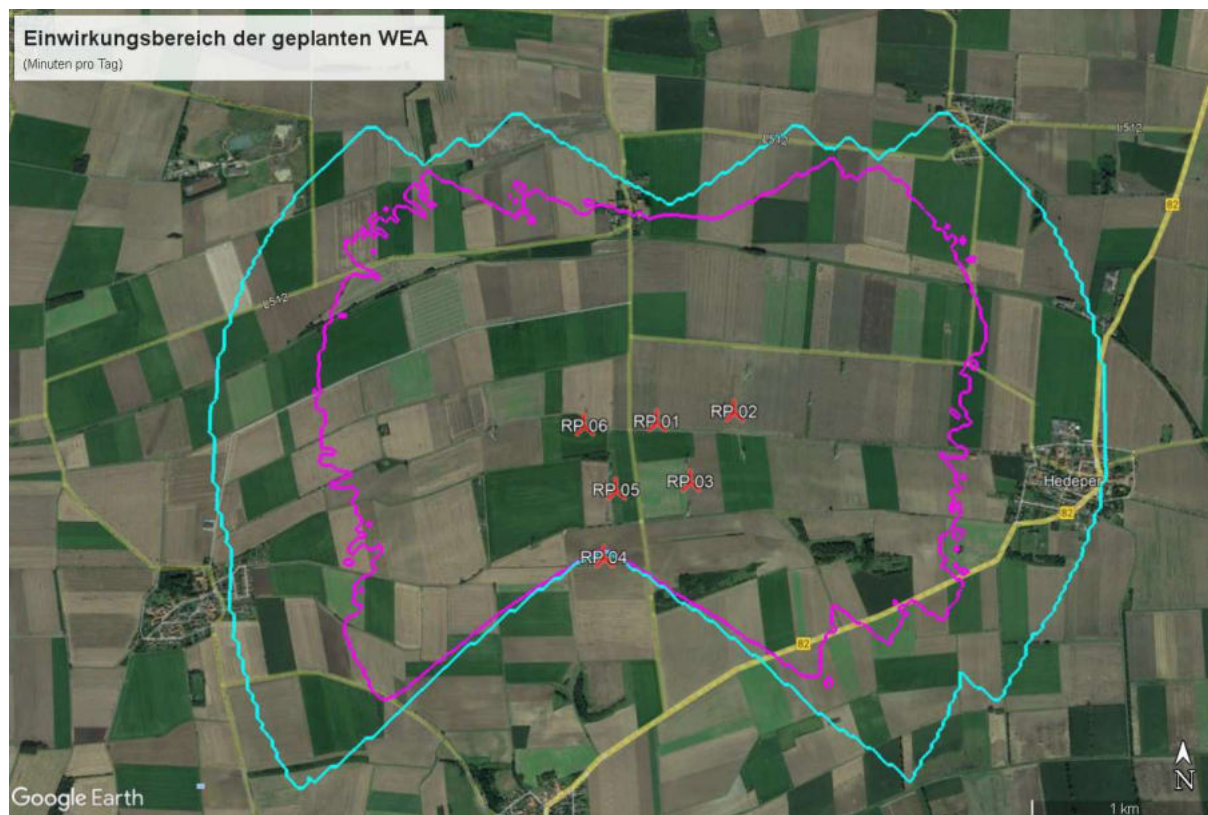 Einwirkungsbereich der geplanten WEA
(Minuten pro Tag)
L512
L512
82
L512
RP 06
RP 01
RP 02
RP 05
RP 03
Hedeper
82
RP 04
82
N
Google Earth
1 km